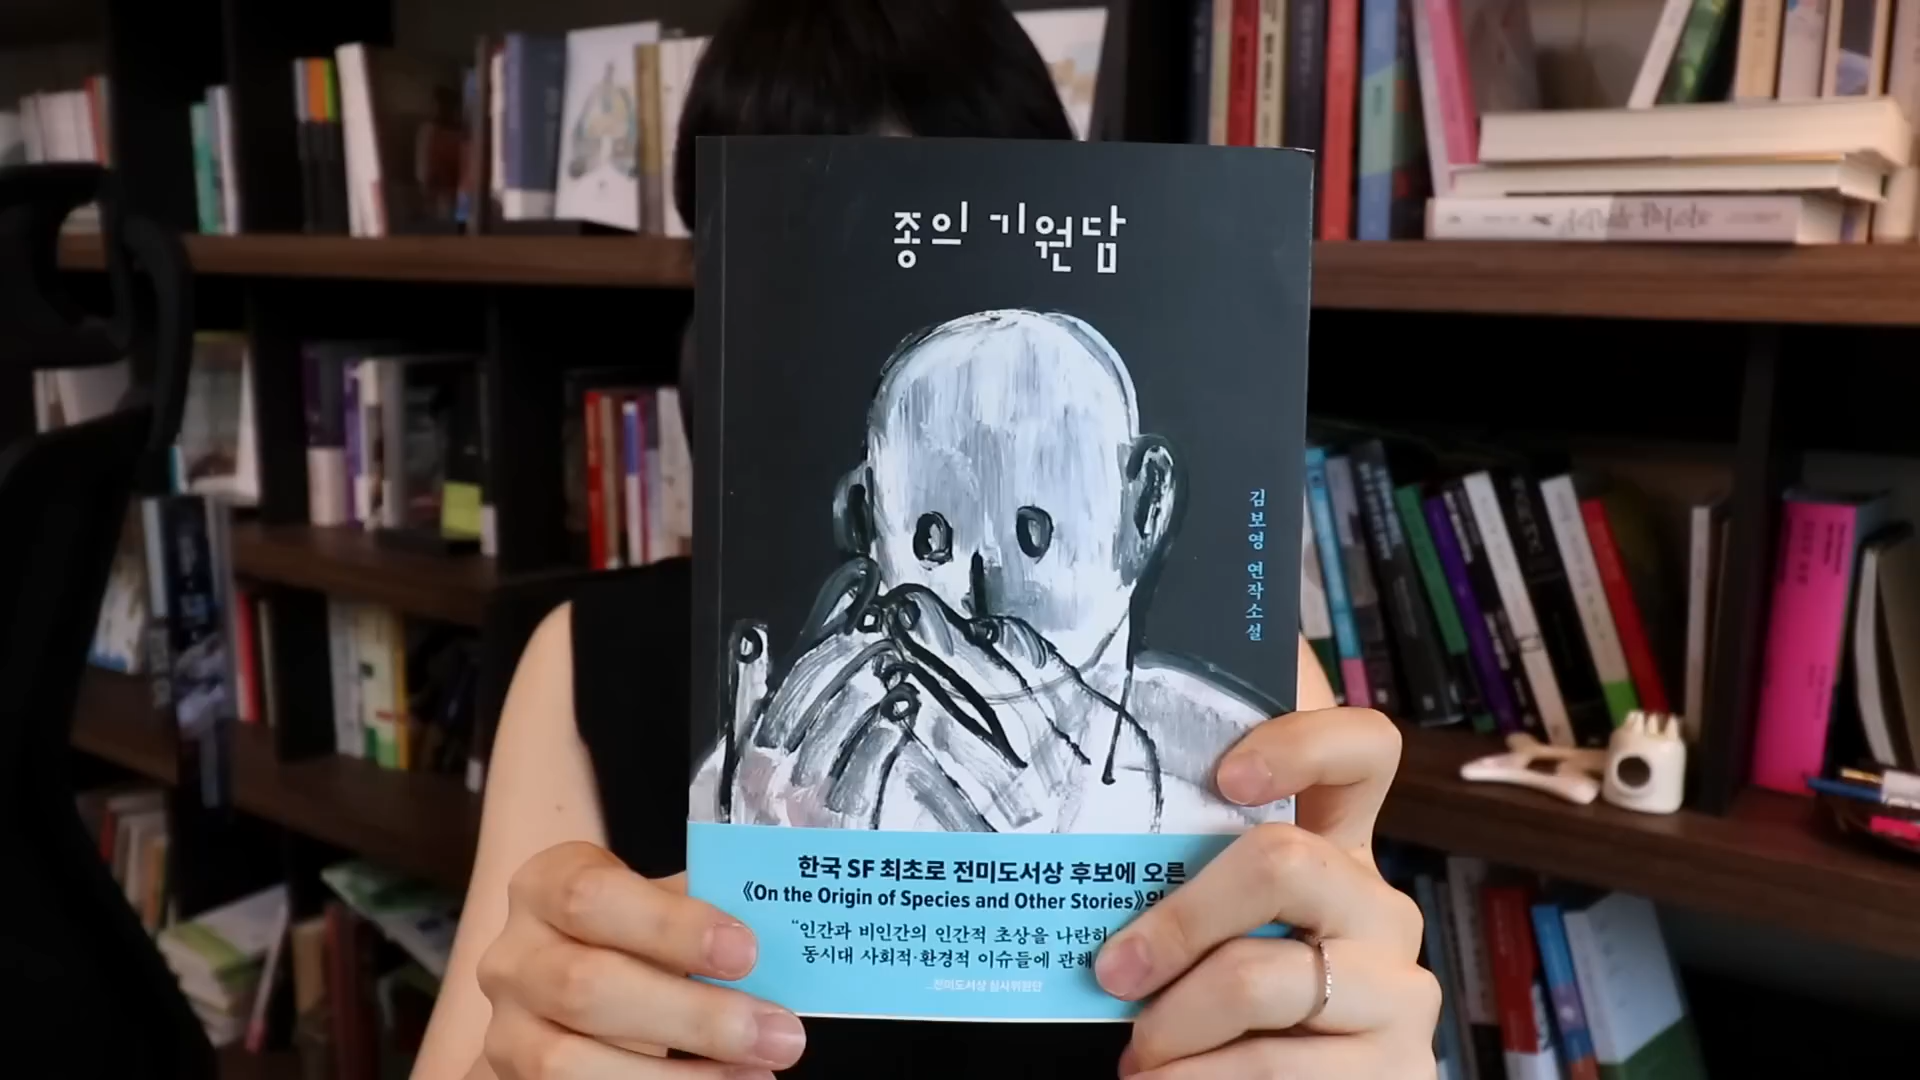 종의 기원담
김보영 연작소설
한국 SF 최초로 전미도서상 후보에 오른
《On the Origin of Species and Other Stories》의
“인간과 비인간의 인간적 초상을 나란히
동시대 사회적·환경적 이슈들에 관해
_전미도서상 심사위원단